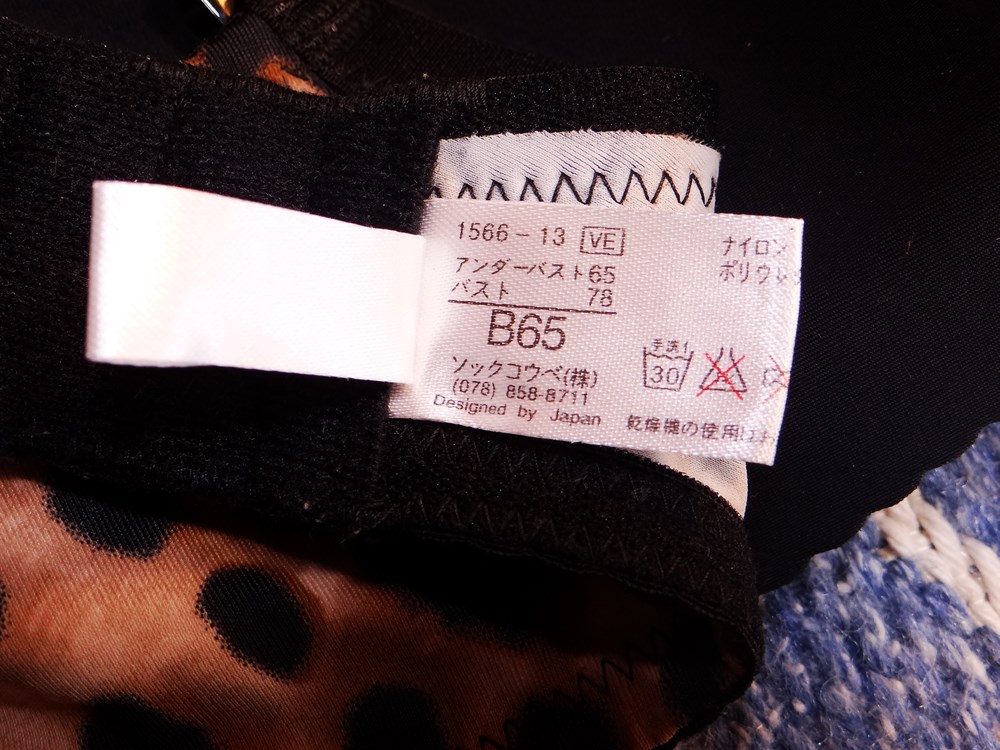 1566－13 VE
アンダーバスト65
バスト 78
B65
ソックコウベ(株)
(078) 858-8711
Designed by Japan
ナイロン
ポリウレ
手洗イ
30
乾燥機の使用は